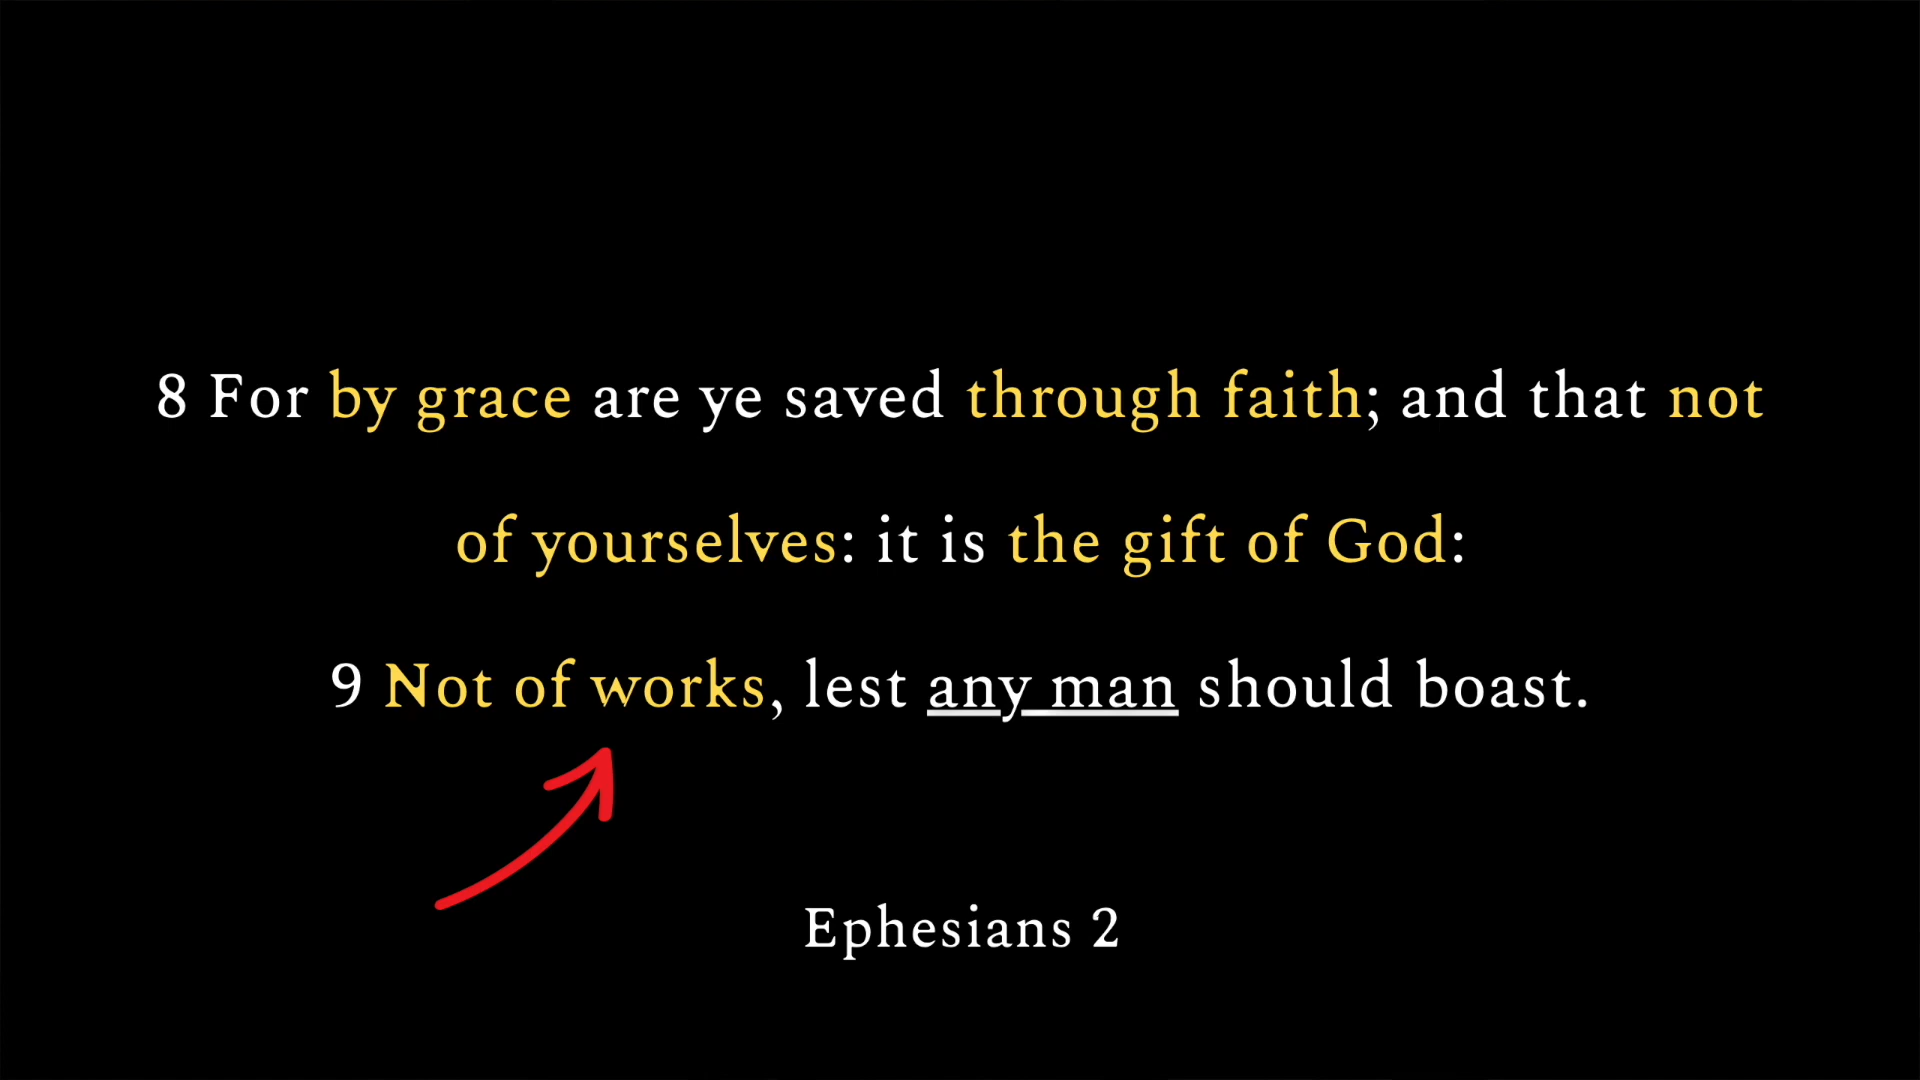 8 For by grace are ye saved through faith; and that not
of yourselves: it is the gift of God:
9 Not of works, lest any man should boast.
Ephesians 2